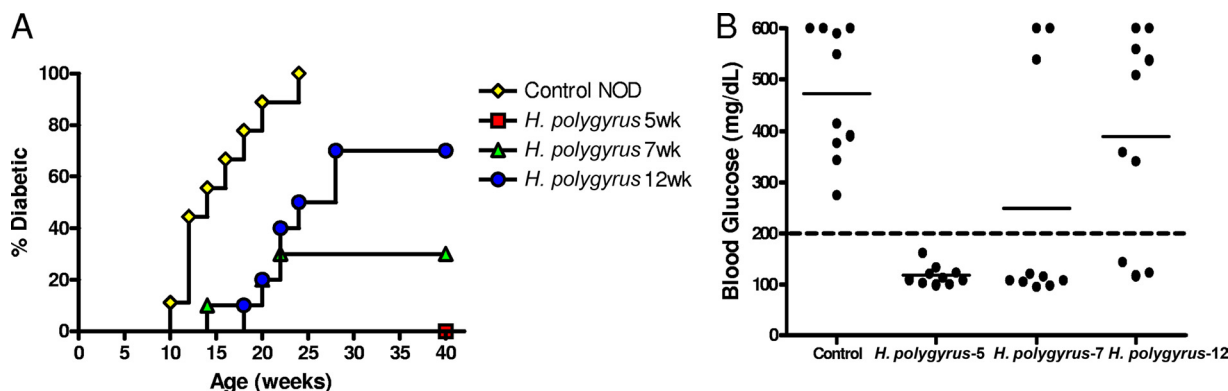 A
% Diabetic
100
80
60
40
20
0
0 5 10 15 20 25 30 35 40
Age (weeks)
Control NOD
H. polygyrus 5wk
H. polygyrus 7wk
H. polygyrus 12wk
B
Blood Glucose (mg/dL)
600
500
400
300
200
100
0
Control H. polygyrus-5 H. polygyrus-7 H. polygyrus-12